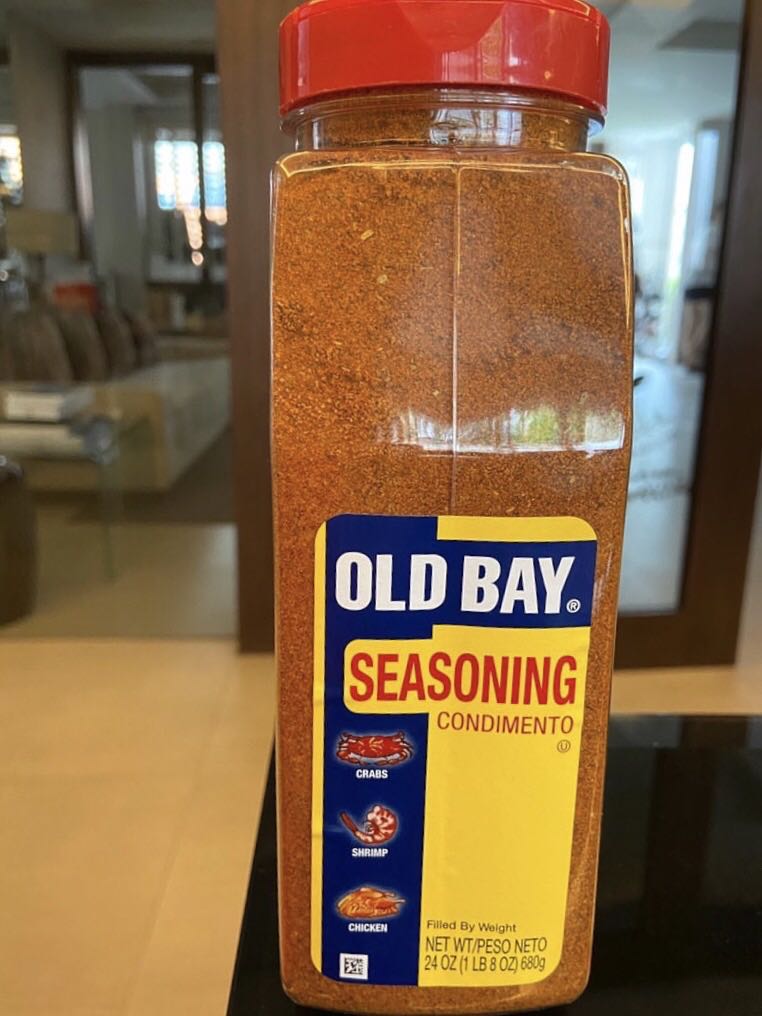 OLD BAY®
SEASONING
CONDIMENTO
Ⓤ
CRABS
SHRIMP
CHICKEN
Filled By Weight
NET WT/PESO NETO
24 OZ (1 LB 8 OZ) 680g